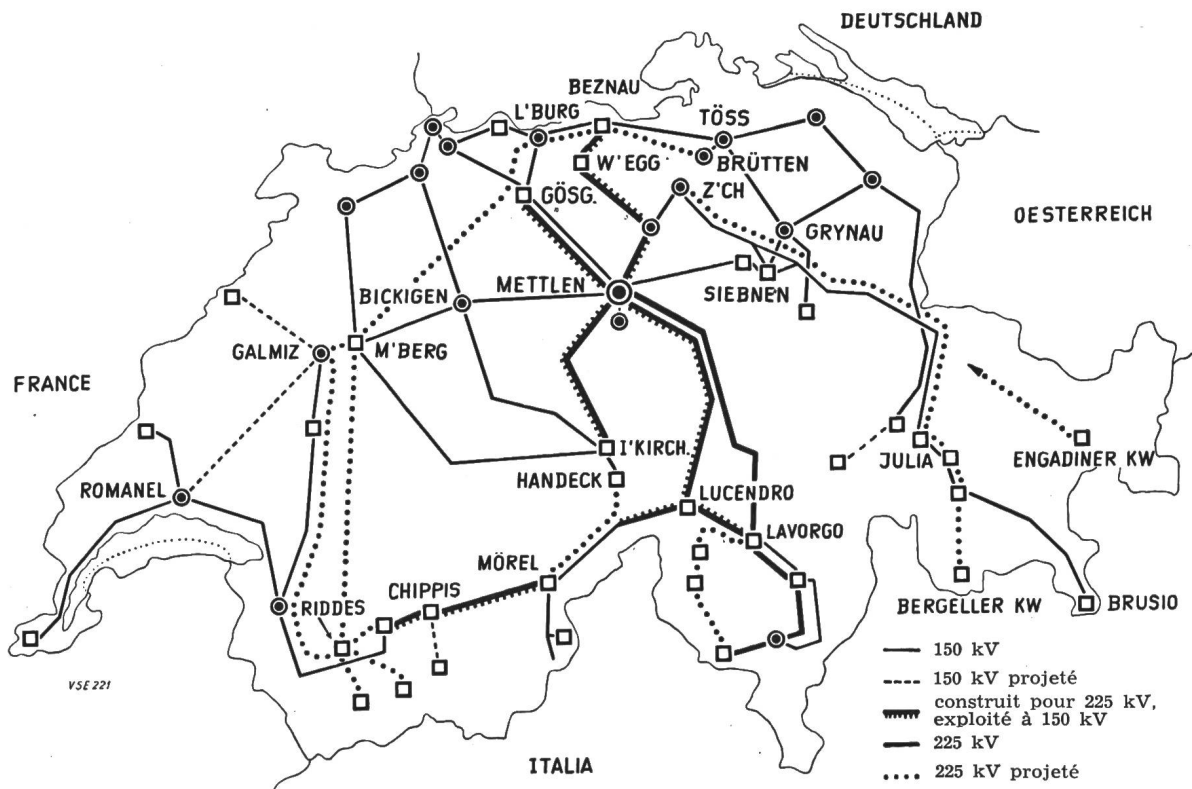 DEUTSCHLAND
BEZNAU
L'BURG
TÖSS
W'EGG
BRÜTTEN
GÖSG.
Z'CH
OESTERREICH
GRYNAU
METTLEN
SIEBNEN
BICKIGEN
GALMIZ
M'BERG
FRANCE
I'KIRCH.
JULIA
ENGADINER KW
HANDECK
ROMANEL
LUCENDRO
LAVORGO
MÖREL
CHIPPIS
RIDDES
BERGELLER KW
BRUSIO
VSE 221
ITALIA
150 kV
150 kV projeté
construit pour 225 kV,
exploité à 150 kV
225 kV
225 kV projeté